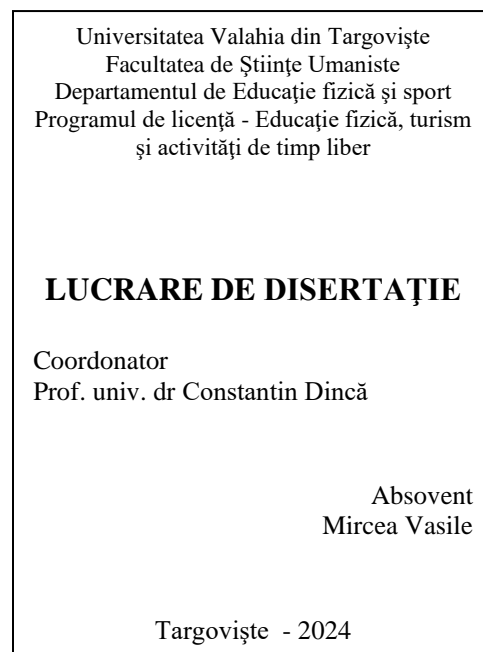 Universitatea Valahia din Targovişte
Facultatea de Ştiinţe Umaniste
Departamentul de Educaţie fizică şi sport
Programul de licenţă - Educaţie fizică, turism
şi activităţi de timp liber
LUCRARE DE DISERTAŢIE
Coordonator
Prof. univ. dr Constantin Dincă
Absovent
Mircea Vasile
Targovişte - 2024